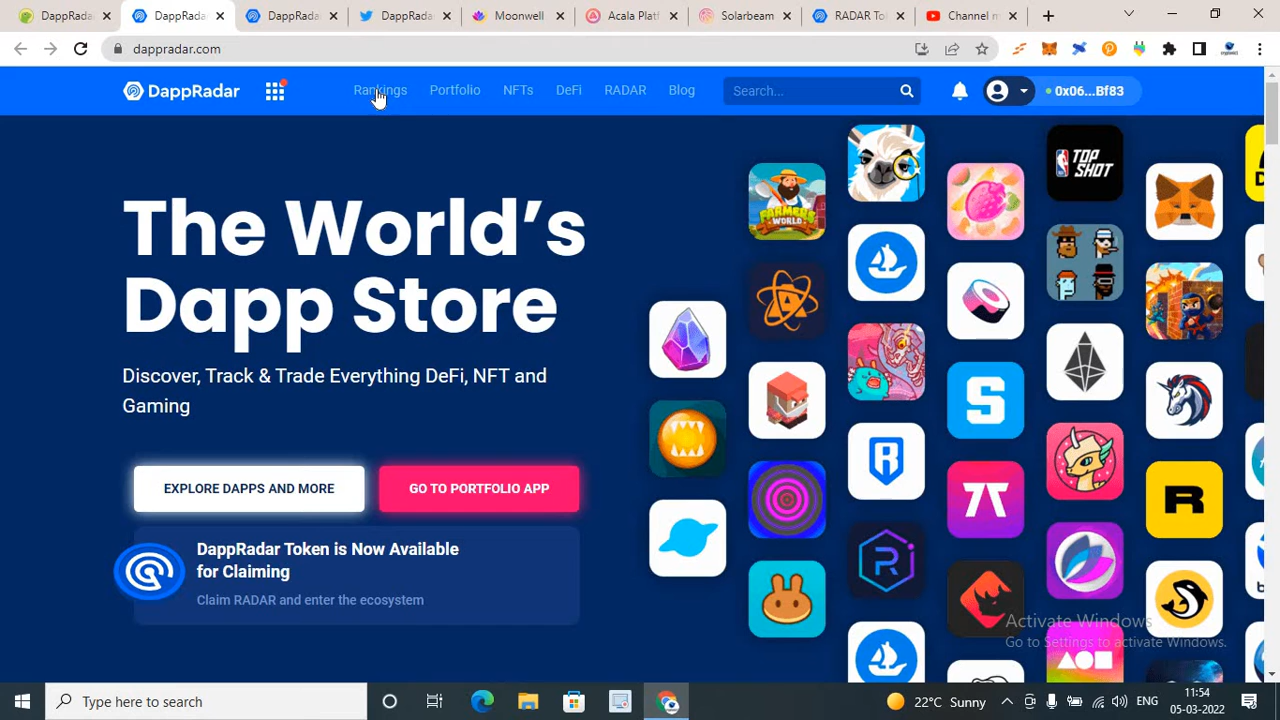 DappRada
DappRada
DappRada
DappRada
Moonwell
Acala Platf
Solarbeam
RADAR To
Channel m
dappradar.com
DappRadar
Rankings
Portfolio
NFTs
DeFi
RADAR
Blog
Search...
0x06...Bf83
The World's
Dapp Store
Discover, Track & Trade Everything DeFi, NFT and
Gaming
EXPLORE DAPPS AND MORE
GO TO PORTFOLIO APP
DappRadar Token is Now Available
for Claiming
Claim RADAR and enter the ecosystem
FARMERS
WORLD
NBA
TOP
SHOT
S
R
Activate Windows
Go to Settings to activate Windows.
Type here to search
22°C Sunny
ENG
11:54
05-03-2022